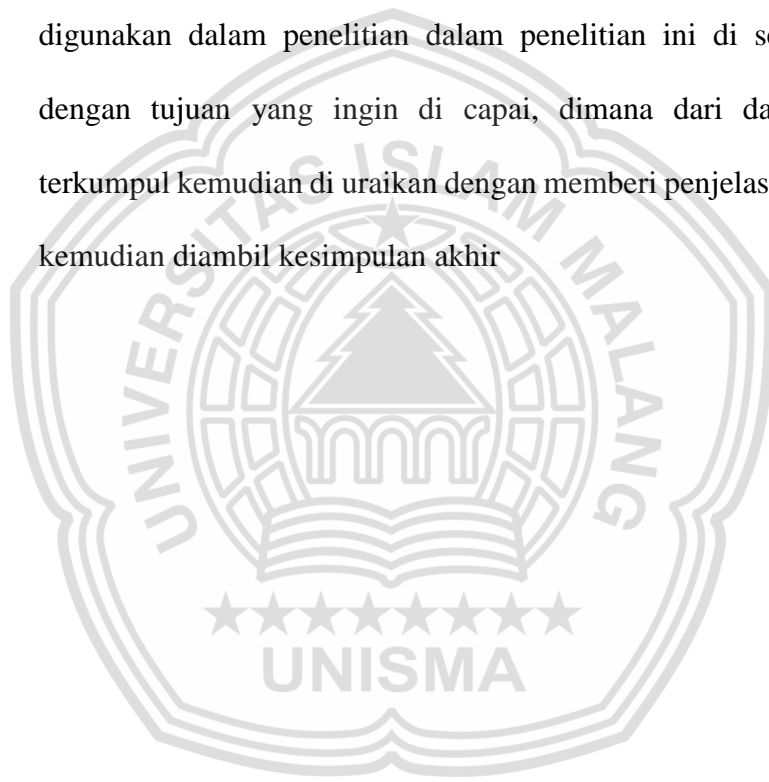 digunakan dalam penelitian dalam penelitian ini di
dengan tujuan yang ingin di capai, dimana dari
terkumpul kemudian di uraikan dengan memberi
kemudian diambil kesimpulan akhir
UNIVERSITAS ISLAM MALANG
UNISMA